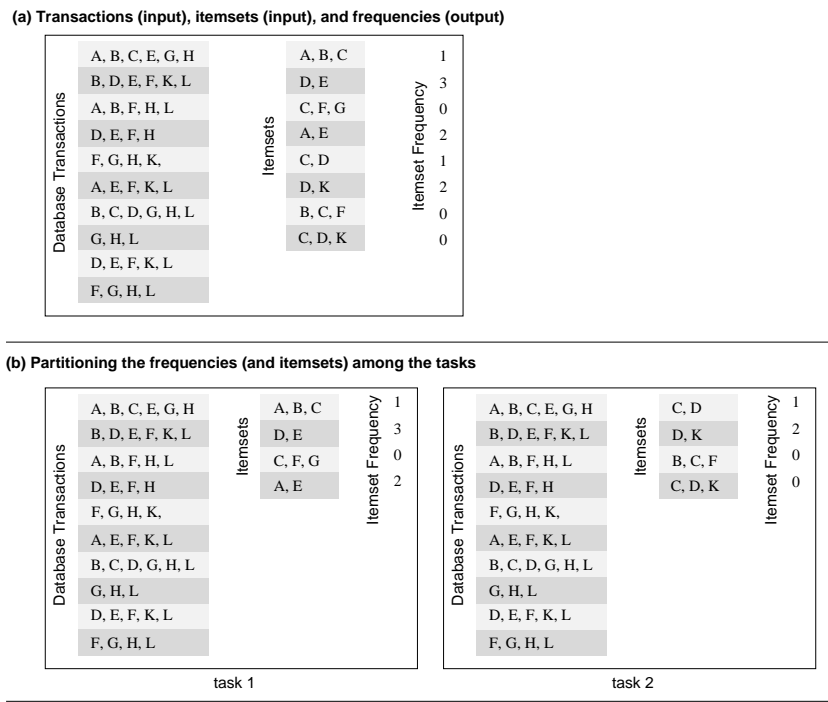 (a) Transactions (input), itemsets (input), and frequencies (output)
Database Transactions
A, B, C, E, G, H
B, D, E, F, K, L
A, B, F, H, L
D, E, F, H
F, G, H, K,
A, E, F, K, L
B, C, D, G, H, L
G, H, L
D, E, F, K, L
F, G, H, L
Itemsets
A, B, C
D, E
C, F, G
A, E
C, D
D, K
B, C, F
C, D, K
Itemset Frequency
1
3
0
2
1
2
0
0
(b) Partitioning the frequencies (and itemsets) among the tasks
Database Transactions
A, B, C, E, G, H
B, D, E, F, K, L
A, B, F, H, L
D, E, F, H
F, G, H, K,
A, E, F, K, L
B, C, D, G, H, L
G, H, L
D, E, F, K, L
F, G, H, L
Itemsets
A, B, C
D, E
C, F, G
A, E
Itemset Frequency
1
3
0
2
task 1
Database Transactions
A, B, C, E, G, H
B, D, E, F, K, L
A, B, F, H, L
D, E, F, H
F, G, H, K,
A, E, F, K, L
B, C, D, G, H, L
G, H, L
D, E, F, K, L
F, G, H, L
Itemsets
C, D
D, K
B, C, F
C, D, K
Itemset Frequency
1
2
0
0
task 2